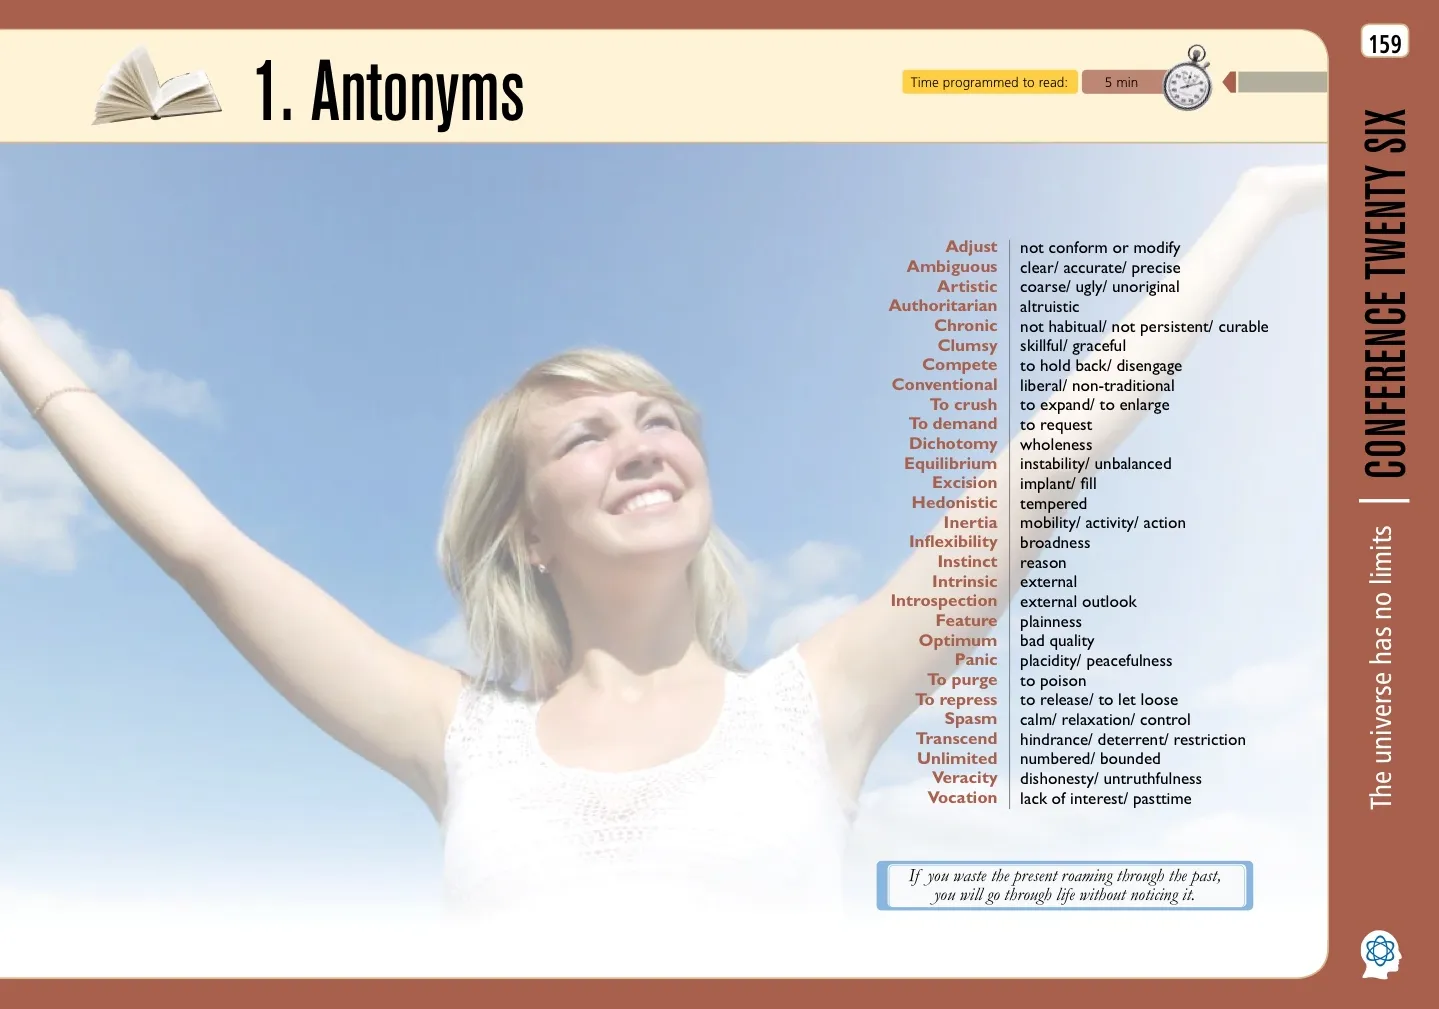 1. Antonyms
Time programmed to read: 5 min
Adjust not conform or modify
Ambiguous clear/ accurate/ precise
Artistic coarse/ ugly/ unoriginal
Authoritarian altruistic
Chronic not habitual/ not persistent/ curable
Clumsy skillful/ graceful
Compete to hold back/ disengage
Conventional liberal/ non-traditional
To crush to expand/ to enlarge
To demand to request
Dichotomy wholeness
Equilibrium instability/ unbalanced
Excision implant/ fill
Hedonistic tempered
Inertia mobility/ activity/ action
Inflexibility broadness
Instinct reason
Intrinsic external
Introspection external outlook
Feature plainness
Optimum bad quality
Panic placidity/ peacefulness
To purge to poison
To repress to release/ to let loose
Spasm calm/ relaxation/ control
Transcend hindrance/ deterrent/ restriction
Unlimited numbered/ bounded
Veracity dishonesty/ untruthfulness
Vocation lack of interest/ pasttime
If you waste the present roaming through the past,
you will go through life without noticing it.
159
CONFERENCE TWENTY SIX
The universe has no limits